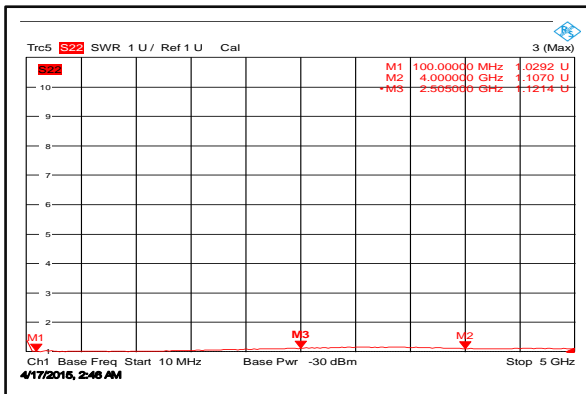 Trc5 S22 SWR 1 U / Ref 1 U Cal 3 (Max)
S22
M1 100.00000 MHz 1.0292 U
M2 4.000000 GHz 1.1070 U
•M3 2.505000 GHz 1.1214 U
10
9
8
7
6
5
4
3
2
M1 M3 M2
1
Ch1 Base Freq Start 10 MHz Base Pwr -30 dBm Stop 5 GHz
4/17/2015, 2:46 AM